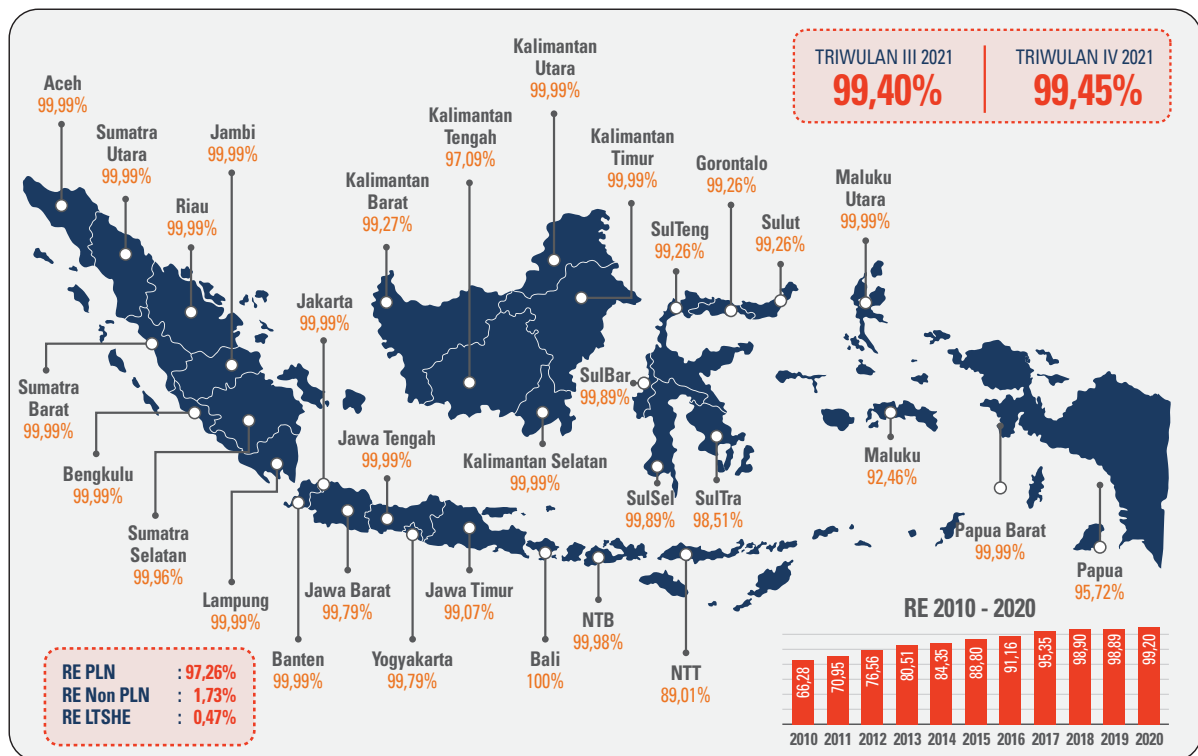 TRIWULAN III 2021
99,40%
TRIWULAN IV 2021
99,45%
Aceh
99,99%
Sumatra
Utara
99,99%
Jambi
99,99%
Riau
99,99%
Kalimantan
Utara
99,99%
Kalimantan
Tengah
97,09%
Kalimantan
Barat
99,27%
Kalimantan
Timur
99,99%
Gorontalo
99,26%
SulTeng
99,26%
Sulut
99,26%
Maluku
Utara
99,99%
Jakarta
99,99%
Sumatra
Barat
99,99%
Bengkulu
99,99%
Sumatra
Selatan
99,96%
Lampung
99,99%
Jawa Tengah
99,99%
Kalimantan Selatan
99,99%
SulBar
99,89%
SulSel
99,89%
SulTra
98,51%
Maluku
92,46%
Papua Barat
99,99%
Papua
95,72%
Banten
99,99%
Jawa Barat
99,79%
Yogyakarta
99,79%
Jawa Timur
99,07%
Bali
100%
NTB
99,98%
NTT
89,01%
RE PLN : 97,26%
RE Non PLN : 1,73%
RE LTSHE : 0,47%
RE 2010 - 2020
66,28
70,95
76,56
80,51
84,35
88,80
91,16
95,35
98,90
98,89
99,20
2010 2011 2012 2013 2014 2015 2016 2017 2018 2019 2020